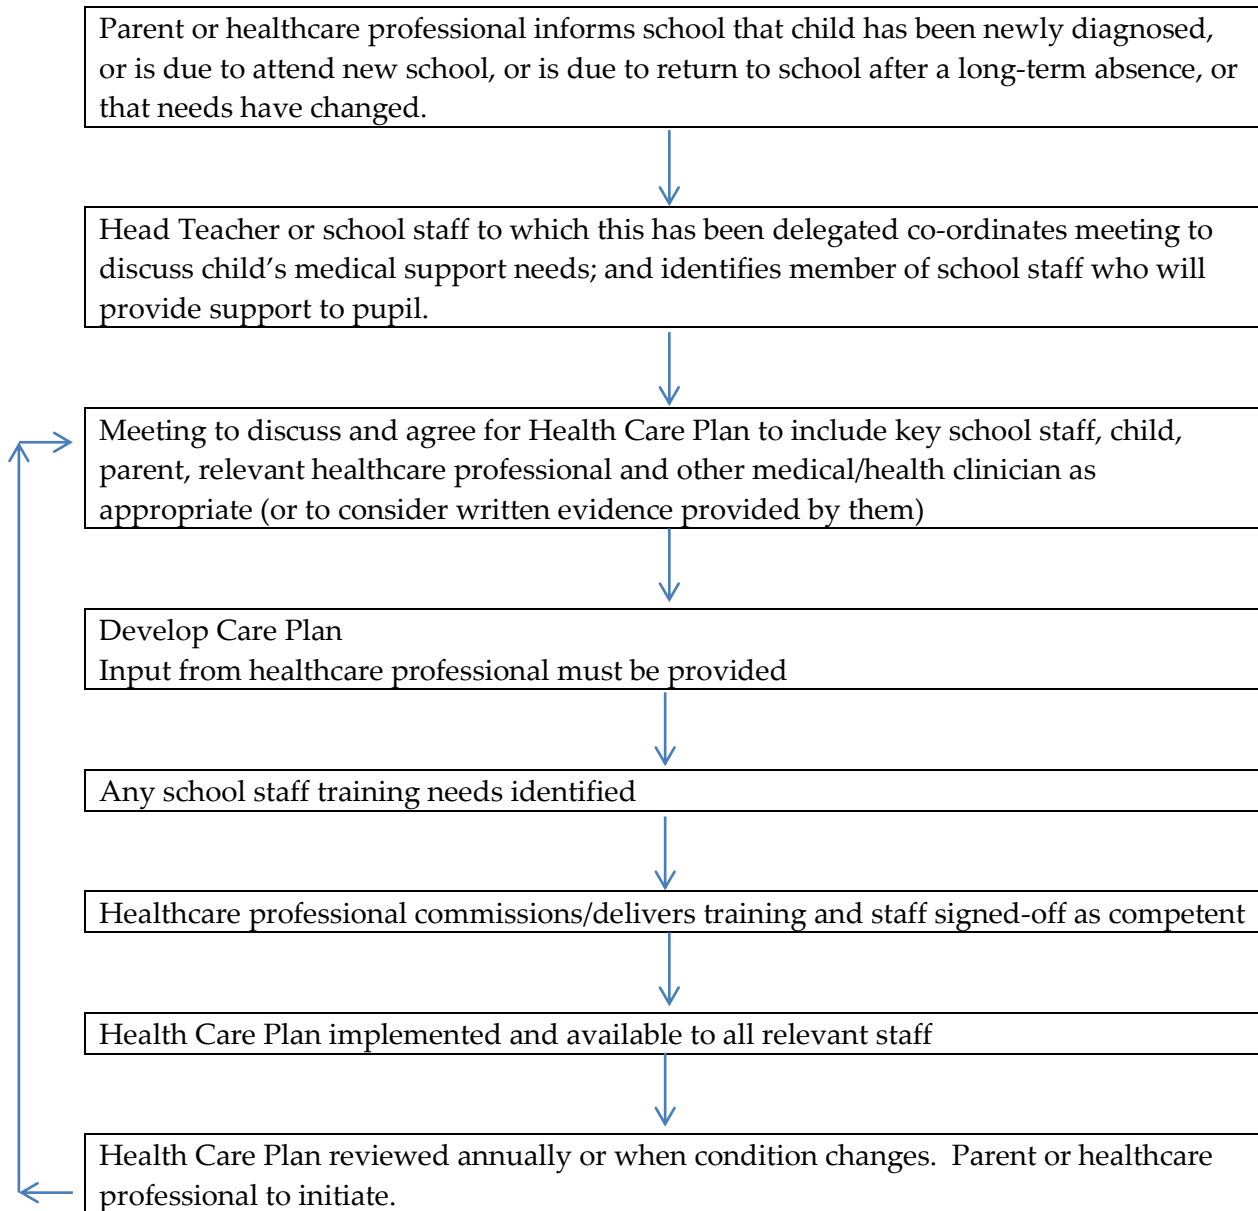 Parent or healthcare professional informs school that child has been newly diagnosed,
or is due to attend new school, or is due to return to school after a long-term absence, or
that needs have changed.
Head Teacher or school staff to which this has been delegated co-ordinates meeting to
discuss child’s medical support needs; and identifies member of school staff who will
provide support to pupil.
Meeting to discuss and agree for Health Care Plan to include key school staff, child,
parent, relevant healthcare professional and other medical/health clinician as
appropriate (or to consider written evidence provided by them)
Develop Care Plan
Input from healthcare professional must be provided
Any school staff training needs identified
Healthcare professional commissions/delivers training and staff signed-off as competent
Health Care Plan implemented and available to all relevant staff
Health Care Plan reviewed annually or when condition changes.  Parent or healthcare
professional to initiate.